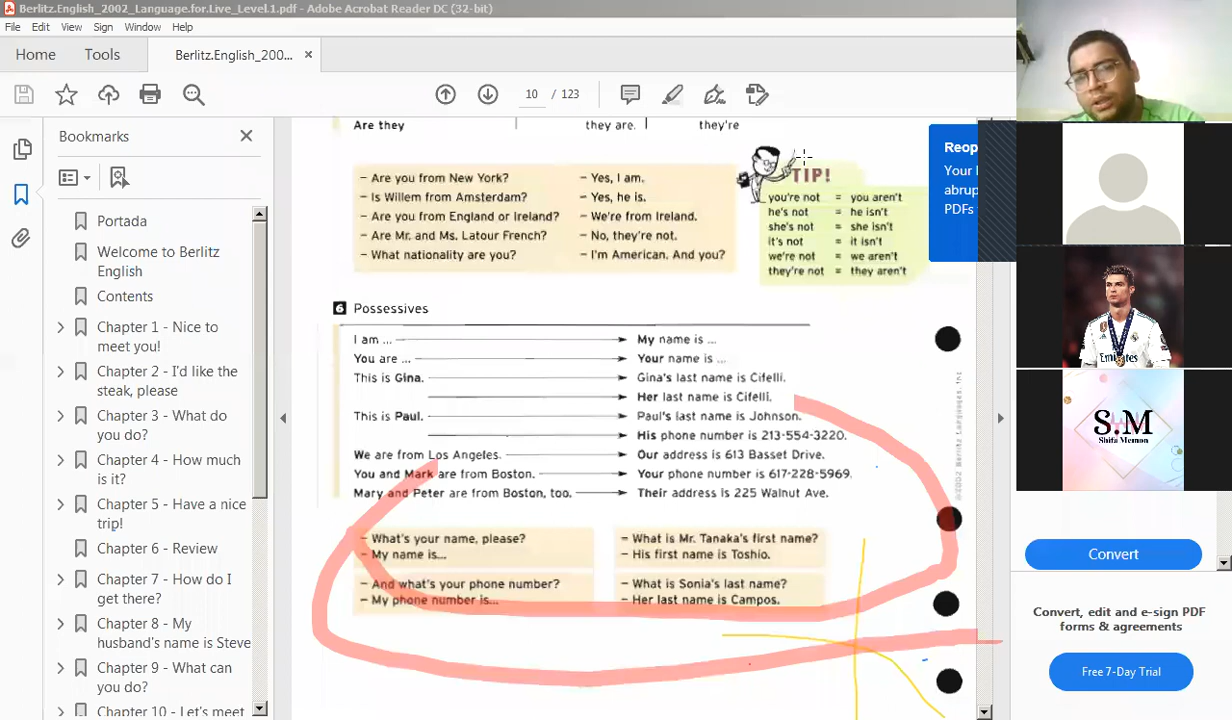 Berlitz.English_2002_Language.for.Live_Level.1.pdf - Adobe Acrobat Reader DC (32-bit)
File Edit View Sign Window Help
Home Tools Berlitz.English_200... ×
10 / 123
Bookmarks
Portada
Welcome to Berlitz
English
Contents
Chapter 1 - Nice to
meet you!
Chapter 2 - I'd like the
steak, please
Chapter 3 - What do
you do?
Chapter 4 - How much
is it?
Chapter 5 - Have a nice
trip!
Chapter 6 - Review
Chapter 7 - How do I
get there?
Chapter 8 - My
husband's name is Steve
Chapter 9 - What can
you do?
Chapter 10 - Let's meet
Are they they are. they're
– Are you from New York? – Yes, I am.
– Is Willem from Amsterdam? – Yes, he is.
– Are you from England or Ireland? – We're from Ireland.
– Are Mr. and Ms. Latour French? – No, they're not.
– What nationality are you? – I'm American. And you?
TIP!
you're not = you aren't
he's not = he isn't
she's not = she isn't
it's not = it isn't
we're not = we aren't
they're not = they aren't
6 Possessives
I am ... My name is ...
You are ... Your name is ...
This is Gina. Gina's last name is Cifelli.
Her last name is Cifelli.
This is Paul. Paul's last name is Johnson.
His phone number is 213-554-3220.
We are from Los Angeles. Our address is 613 Basset Drive.
You and Mark are from Boston. Your phone number is 617-228-5969.
Mary and Peter are from Boston, too. Their address is 225 Walnut Ave.
– What's your name, please?
– My name is...
– And what's your phone number?
– My phone number is...
– What is Mr. Tanaka's first name?
– His first name is Toshio.
– What is Sonia's last name?
– Her last name is Campos.
©2002 Berlitz Languages, Inc
Reop
Your
abrup
PDFs
Emirates
S.M
Shifa Memon
Convert
Convert, edit and e-sign PDF
forms & agreements
Free 7-Day Trial